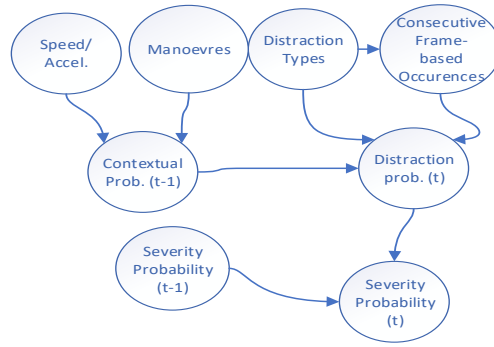 Speed/
Accel.
Manoevres
Distraction
Types
Consecutive
Frame-
based
Occurences
Contextual
Prob. (t-1)
Distraction
prob. (t)
Severity
Probability
(t-1)
Severity
Probability
(t)